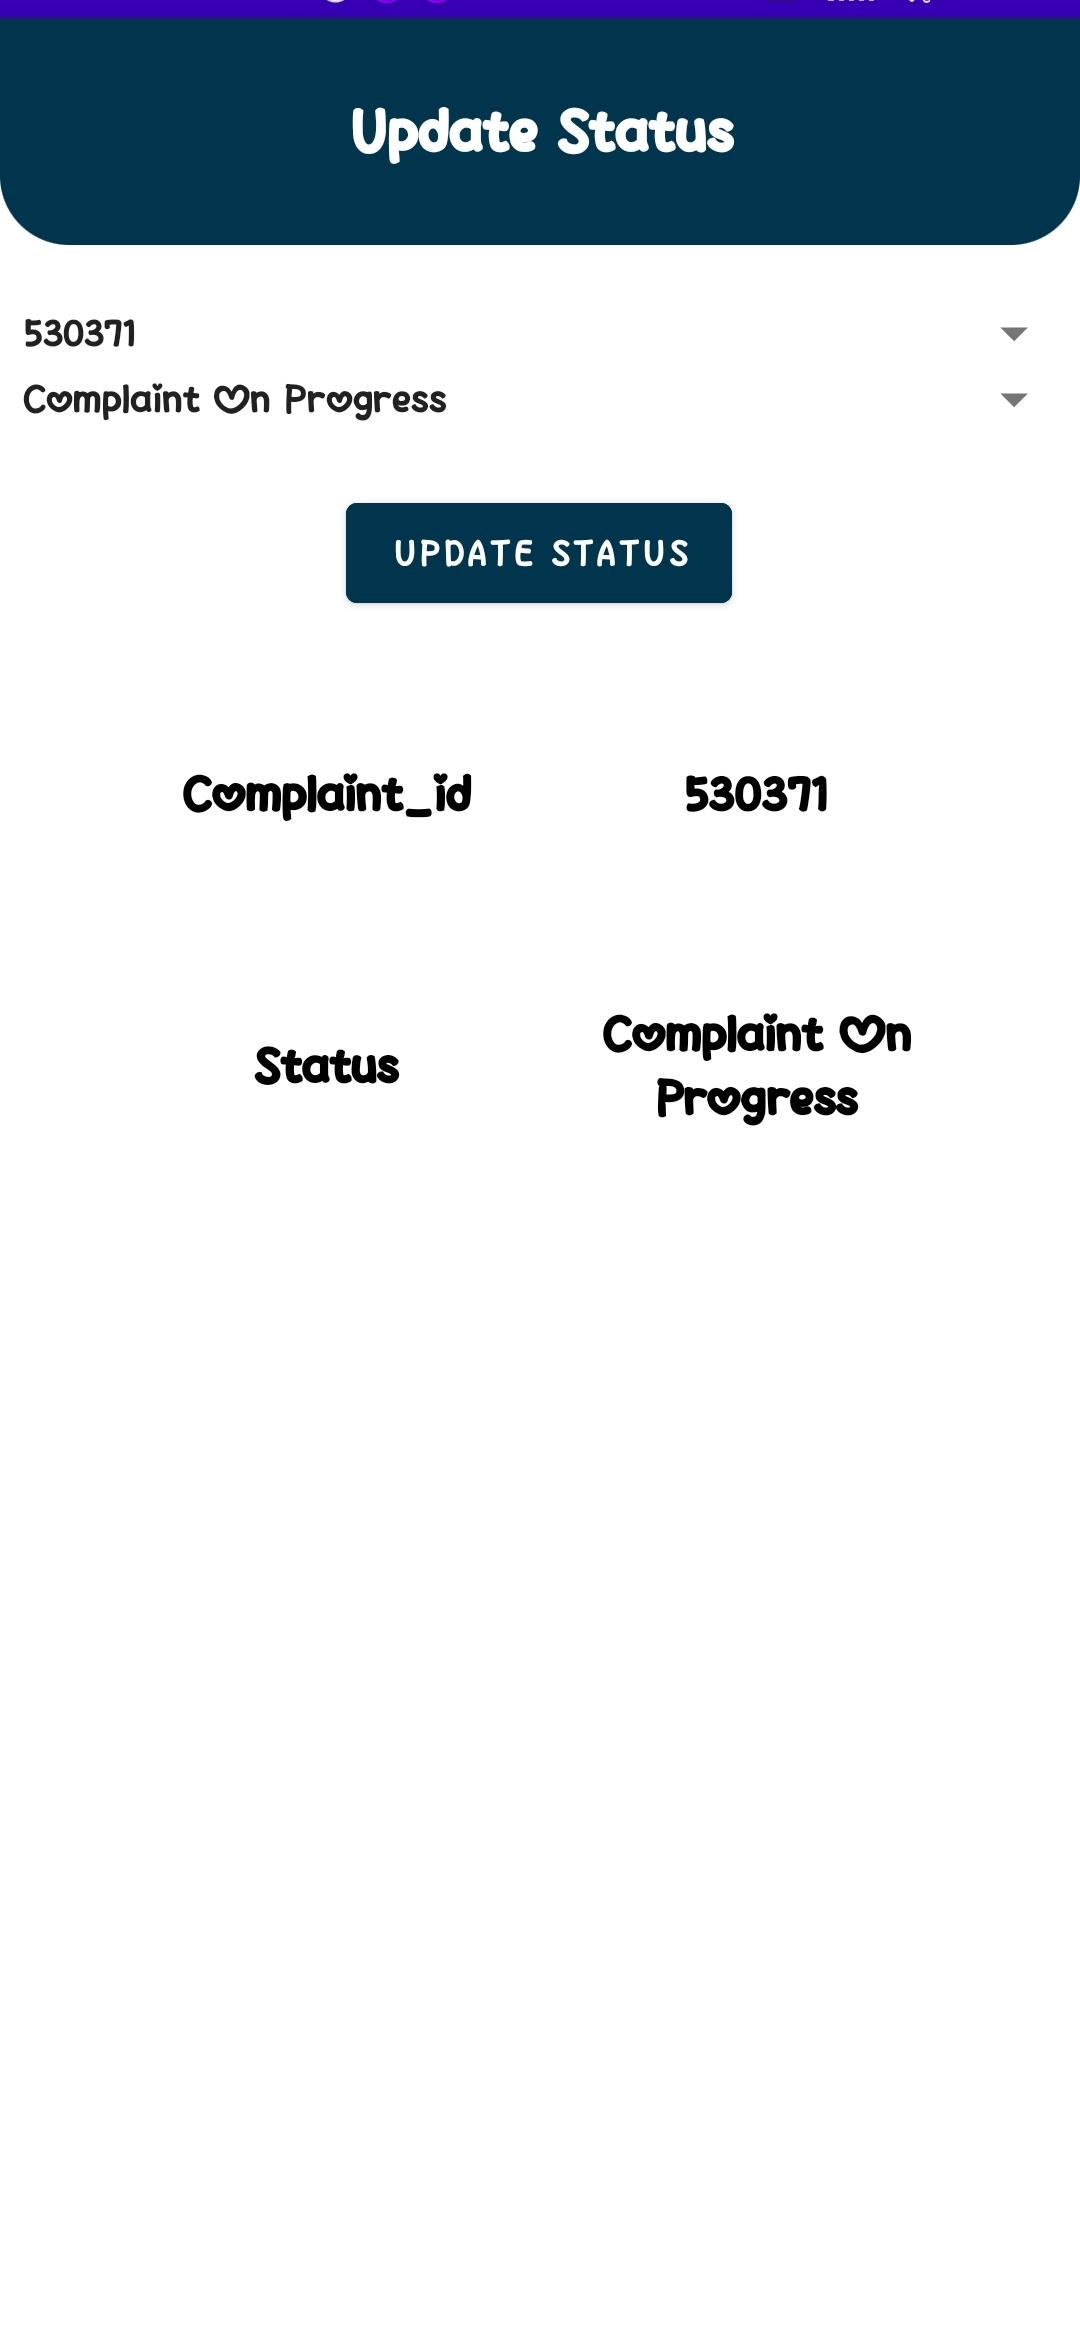 Update Status
530371
Complaint On Progress
UPDATE STATUS
Complaint_id 530371
Status
Complaint On
Progress